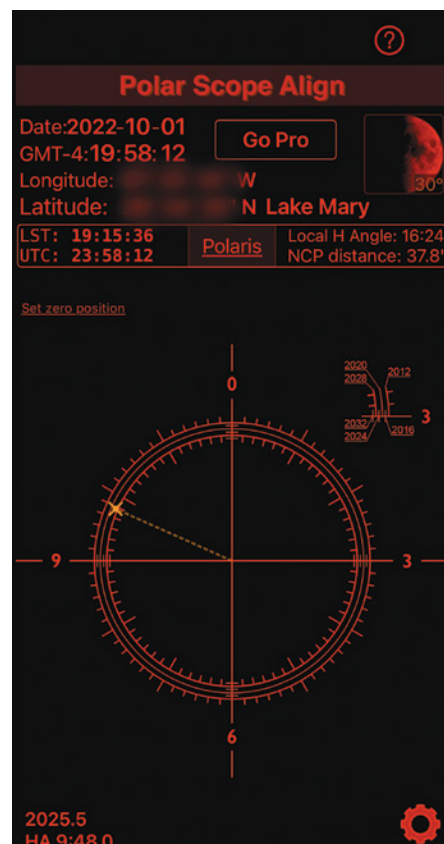 ?
Polar Scope Align
Date:2022-10-01
GMT-4:19:58:12
Go Pro
Longitude: W
30°
Latitude: N Lake Mary
LST: 19:15:36
UTC: 23:58:12
Polaris
Local H Angle: 16:24
NCP distance: 37.8'
Set zero position
0
2020
2028
2012
3
2032
2024
2016
9
3
6
2025.5
HA 9:48.0